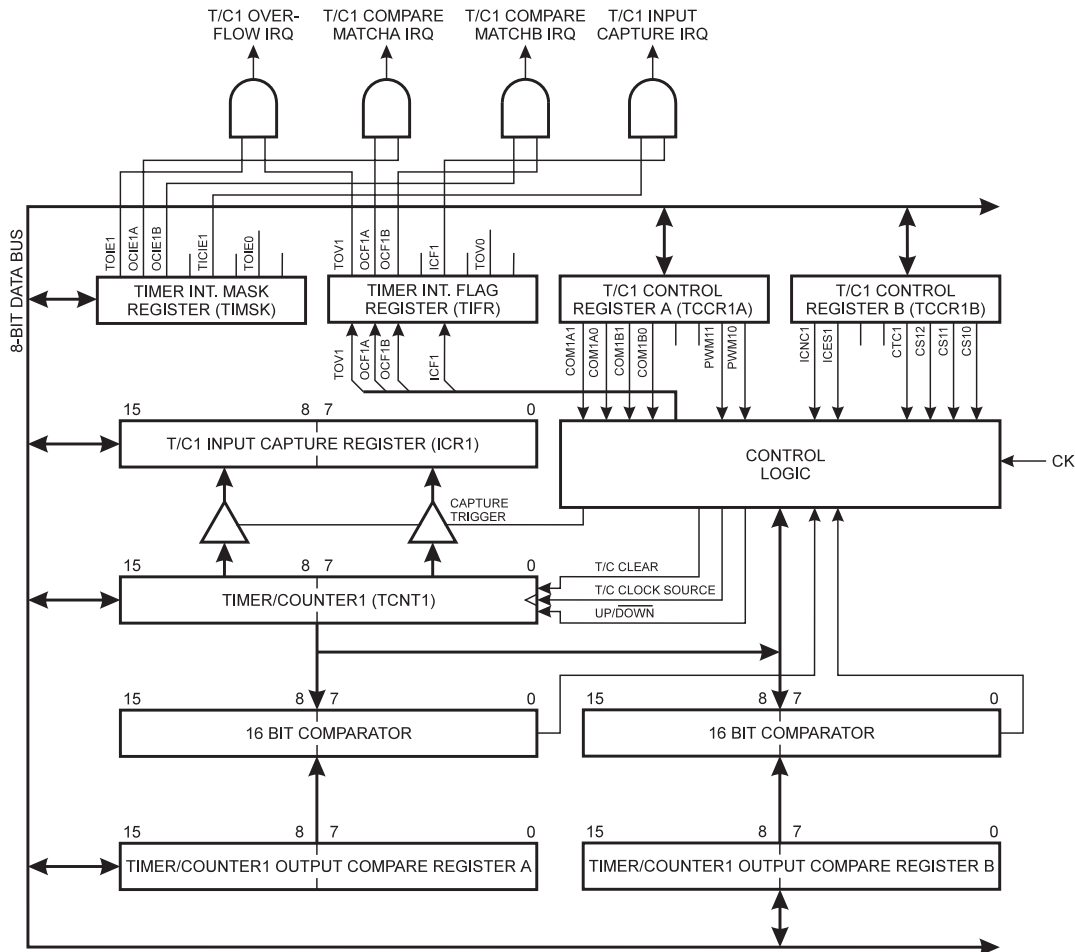 T/C1 OVER-
FLOW IRQ
T/C1 COMPARE
MATCHA IRQ
T/C1 COMPARE
MATCHB IRQ
T/C1 INPUT
CAPTURE IRQ
8-BIT DATA BUS
TOIE1
OCIE1A
OCIE1B
TICIE1
TOIE0
TOV1
OCF1A
OCF1B
ICF1
TOV0
TIMER INT. MASK
REGISTER (TIMSK)
TIMER INT. FLAG
REGISTER (TIFR)
T/C1 CONTROL
REGISTER A (TCCR1A)
T/C1 CONTROL
REGISTER B (TCCR1B)
TOV1
OCF1A
OCF1B
ICF1
COM1A1
COM1A0
COM1B1
COM1B0
PWM11
PWM10
ICNC1
ICES1
CTC1
CS12
CS11
CS10
15 8 7 0
T/C1 INPUT CAPTURE REGISTER (ICR1)
CONTROL
LOGIC
CK
CAPTURE
TRIGGER
15 8 7 0
TIMER/COUNTER1 (TCNT1)
T/C CLEAR
T/C CLOCK SOURCE
UP/DOWN
15 8 7 0
16 BIT COMPARATOR
15 8 7 0
16 BIT COMPARATOR
15 8 7 0
TIMER/COUNTER1 OUTPUT COMPARE REGISTER A
15 8 7 0
TIMER/COUNTER1 OUTPUT COMPARE REGISTER B